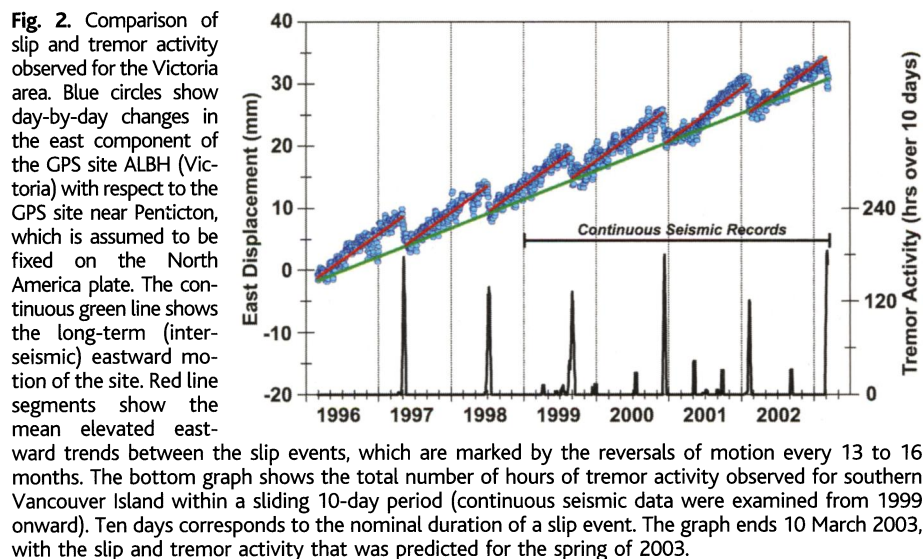 Fig. 2. Comparison of
slip and tremor activity
observed for the Victoria
area. Blue circles show
day-by-day changes in
the east component of
the GPS site ALBH (Vic-
toria) with respect to the
GPS site near Penticton,
which is assumed to be
fixed on the North
America plate. The con-
tinuous green line shows
the long-term (inter-
seismic) eastward mo-
tion of the site. Red line
segments show the
mean elevated east-
ward trends between the slip events, which are marked by the reversals of motion every 13 to 16
months. The bottom graph shows the total number of hours of tremor activity observed for southern
Vancouver Island within a sliding 10-day period (continuous seismic data were examined from 1999
onward). Ten days corresponds to the nominal duration of a slip event. The graph ends 10 March 2003,
with the slip and tremor activity that was predicted for the spring of 2003.
East Displacement (mm)
40
30
20
10
0
-10
-20
Continuous Seismic Records
240
120
0
Tremor Activity (hrs over 10 days)
1996 1997 1998 1999 2000 2001 2002